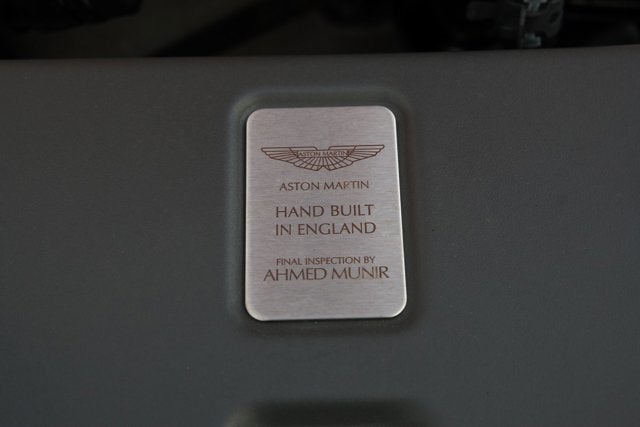 ASTON MARTIN
ASTON MARTIN
HAND BUILT
IN ENGLAND
FINAL INSPECTION BY
AHMED MUNIR